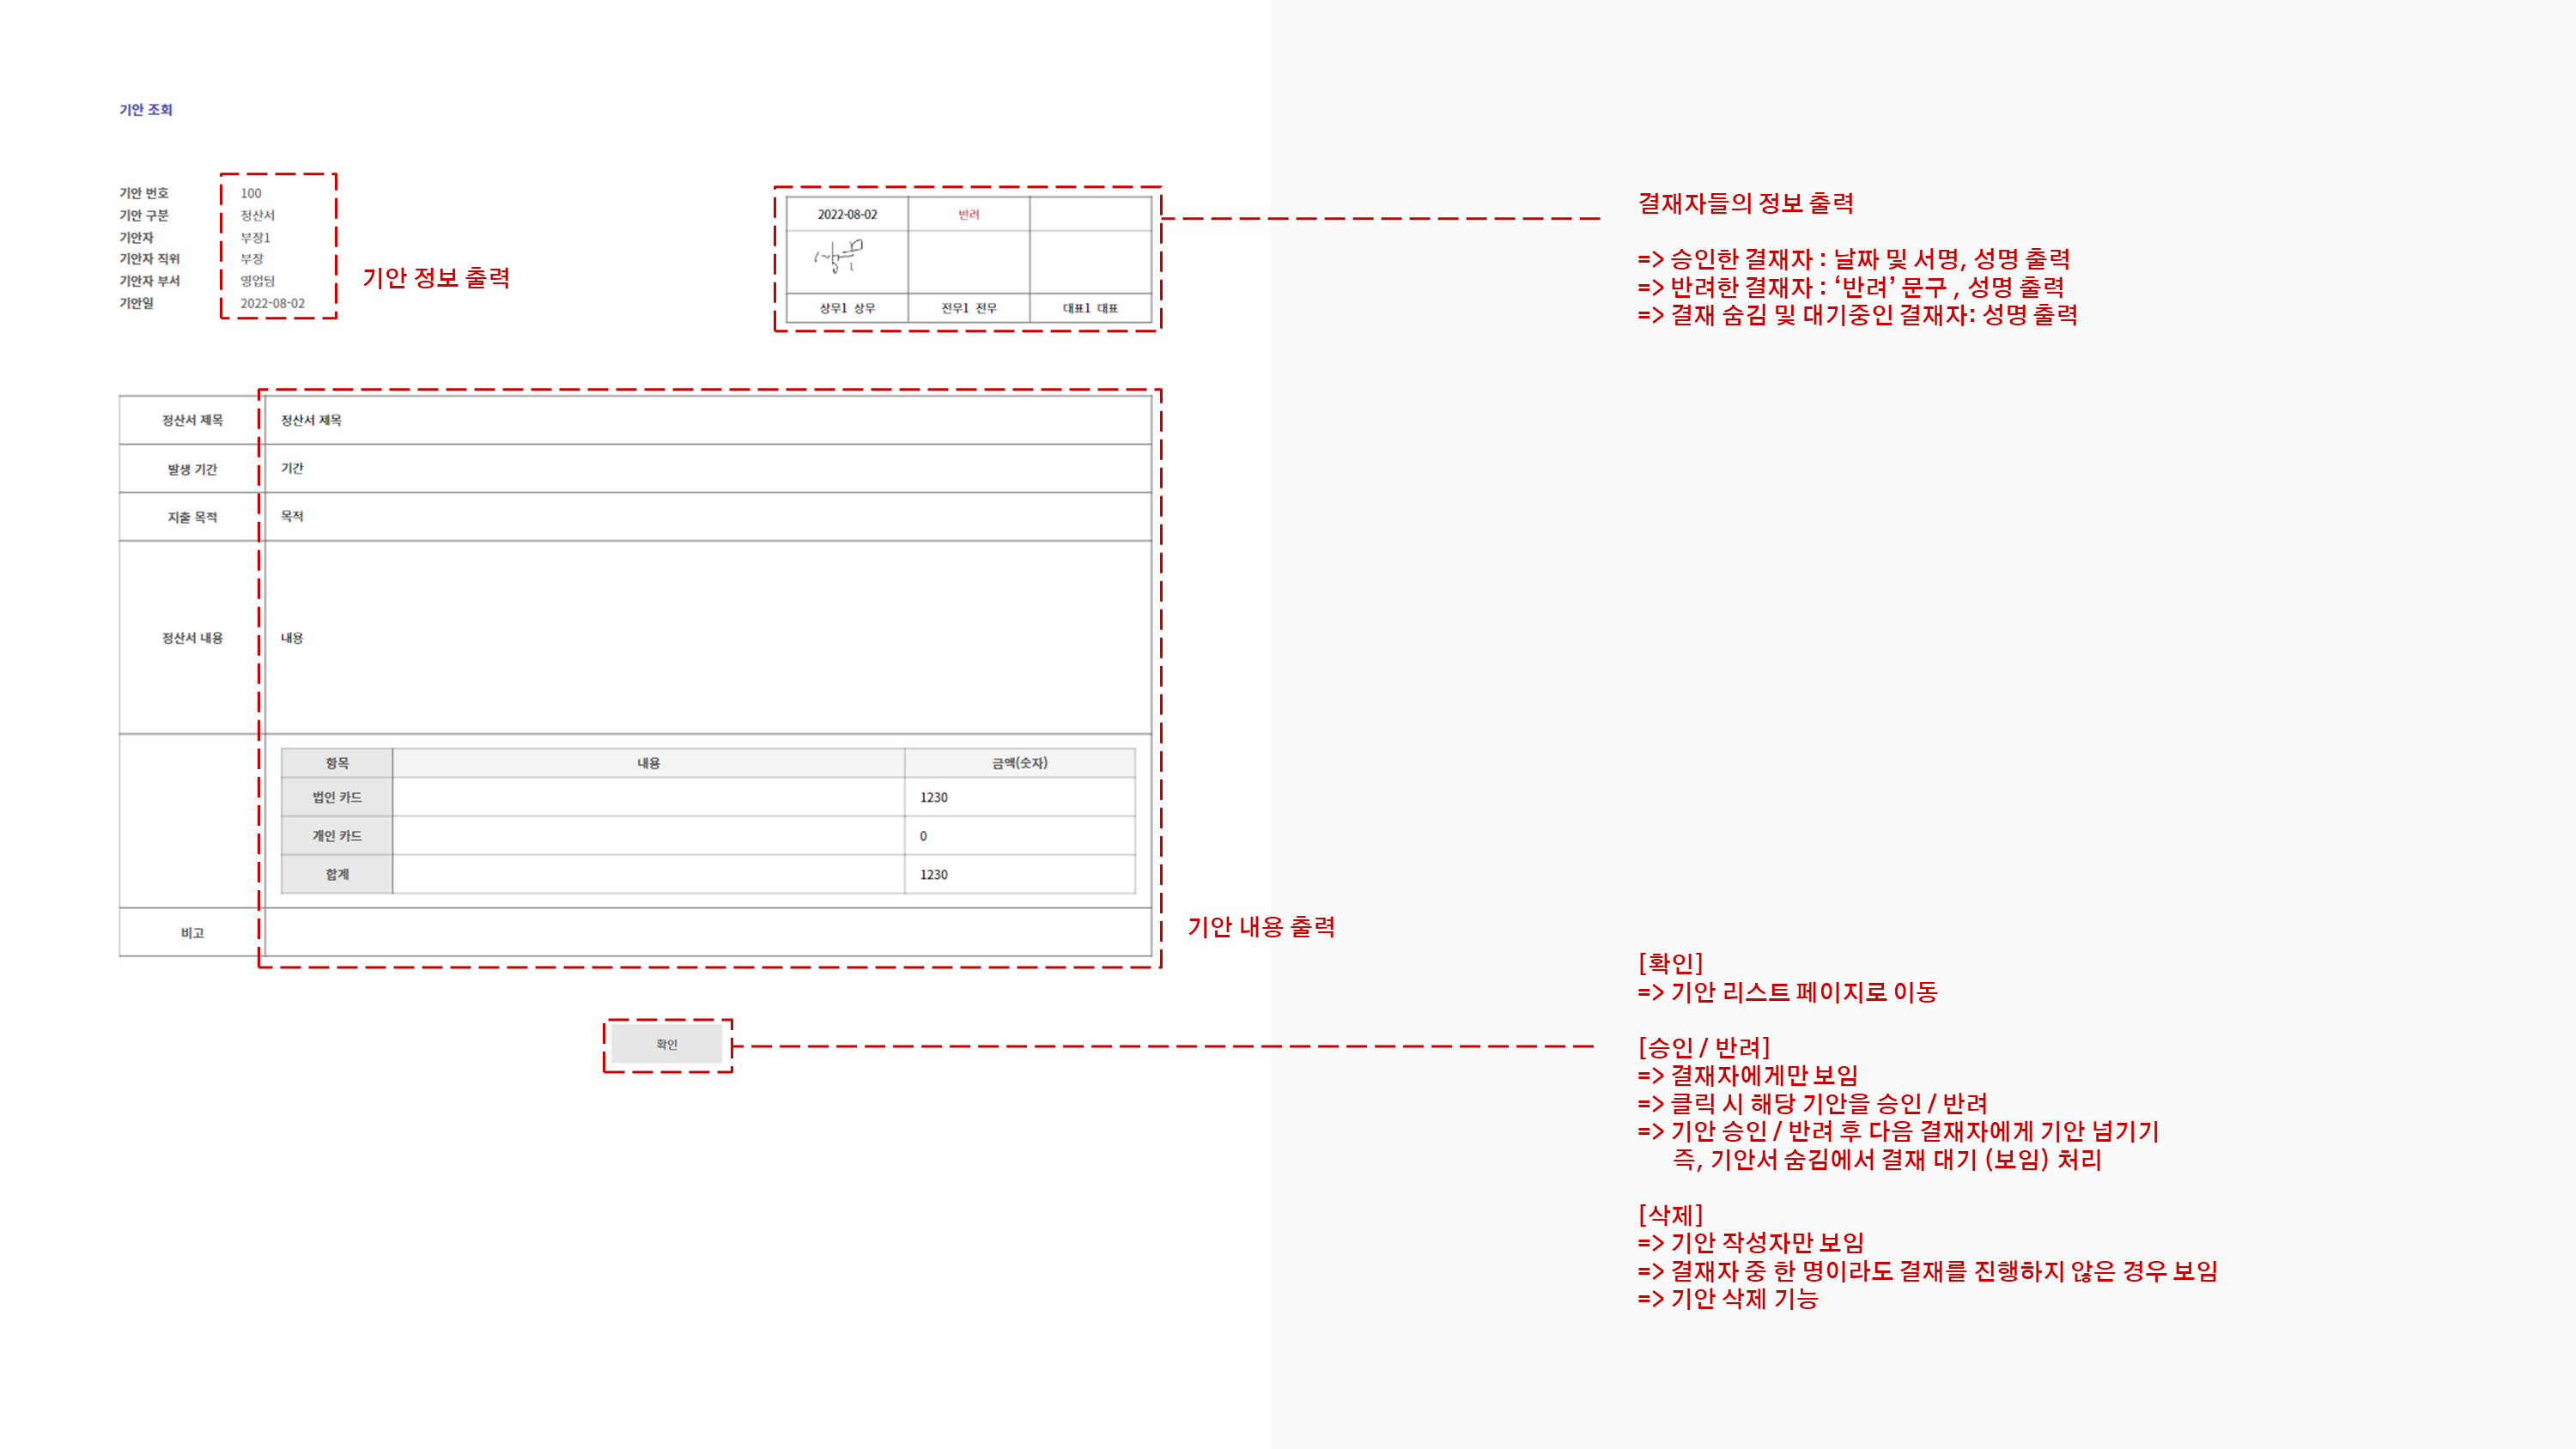 기안 조회
기안 번호 100
기안 구분 정산서
기안자 부장1
기안자 직위 부장
기안자 부서 영업팀
기안일 2022-08-02
기안 정보 출력
2022-08-02 반려
상무
상무1 상무 전무1 전무 대표1 대표
결재자들의 정보 출력
=> 승인한 결재자 : 날짜 및 서명, 성명 출력
=> 반려한 결재자 : ‘반려’ 문구 , 성명 출력
=> 결재 숨김 및 대기중인 결재자: 성명 출력
정산서 제목 정산서 제목
발생 기간 기간
지출 목적 목적
정산서 내용 내용
항목 내용 금액(숫자)
법인 카드 1230
개인 카드 0
합계 1230
비고
기안 내용 출력
확인
[확인]
=> 기안 리스트 페이지로 이동
[승인 / 반려]
=> 결재자에게만 보임
=> 클릭 시 해당 기안을 승인 / 반려
=> 기안 승인 / 반려 후 다음 결재자에게 기안 넘기기
즉, 기안서 숨김에서 결재 대기 (보임) 처리
[삭제]
=> 기안 작성자만 보임
=> 결재자 중 한 명이라도 결재를 진행하지 않은 경우 보임
=> 기안 삭제 기능